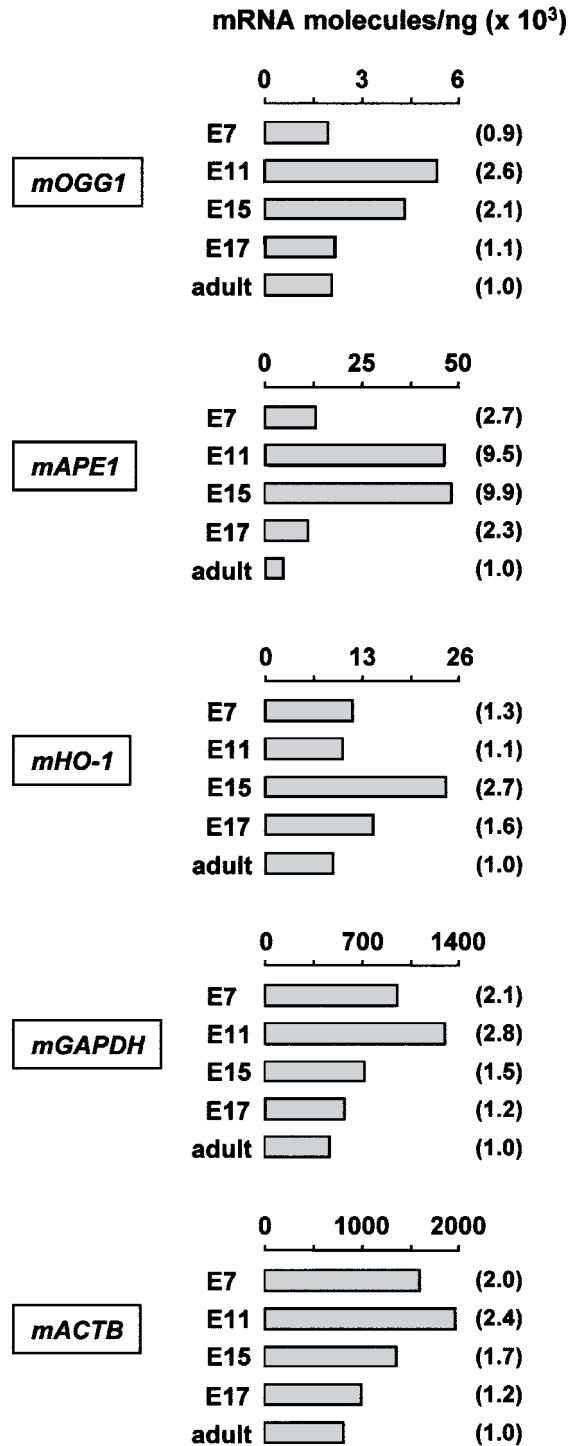 mRNA molecules/ng (x 10³)
0 3 6
mOGG1
E7 (0.9)
E11 (2.6)
E15 (2.1)
E17 (1.1)
adult (1.0)
0 25 50
mAPE1
E7 (2.7)
E11 (9.5)
E15 (9.9)
E17 (2.3)
adult (1.0)
0 13 26
mHO-1
E7 (1.3)
E11 (1.1)
E15 (2.7)
E17 (1.6)
adult (1.0)
0 700 1400
mGAPDH
E7 (2.1)
E11 (2.8)
E15 (1.5)
E17 (1.2)
adult (1.0)
0 1000 2000
mACTB
E7 (2.0)
E11 (2.4)
E15 (1.7)
E17 (1.2)
adult (1.0)